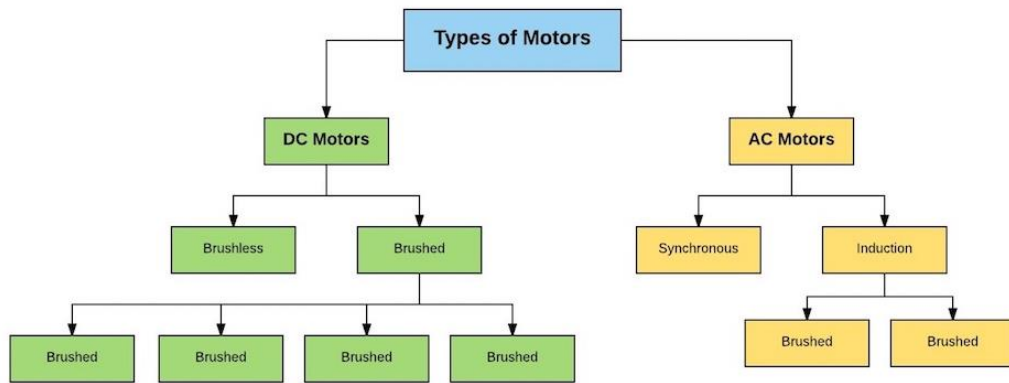 Types of Motors
DC Motors
AC Motors
Brushless
Brushed
Synchronous
Induction
Brushed
Brushed
Brushed
Brushed
Brushed
Brushed